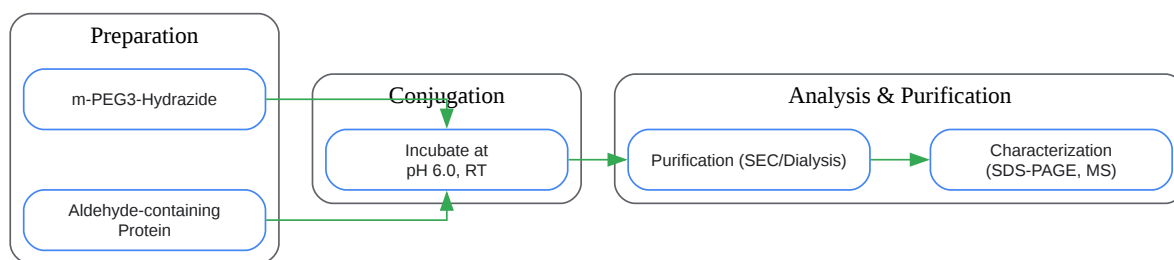 Preparation
m-PEG3-Hydrazide
Aldehyde-containing
Protein
Conjugation
Incubate at
pH 6.0, RT
Analysis & Purification
Purification (SEC/Dialysis)
Characterization
(SDS-PAGE, MS)